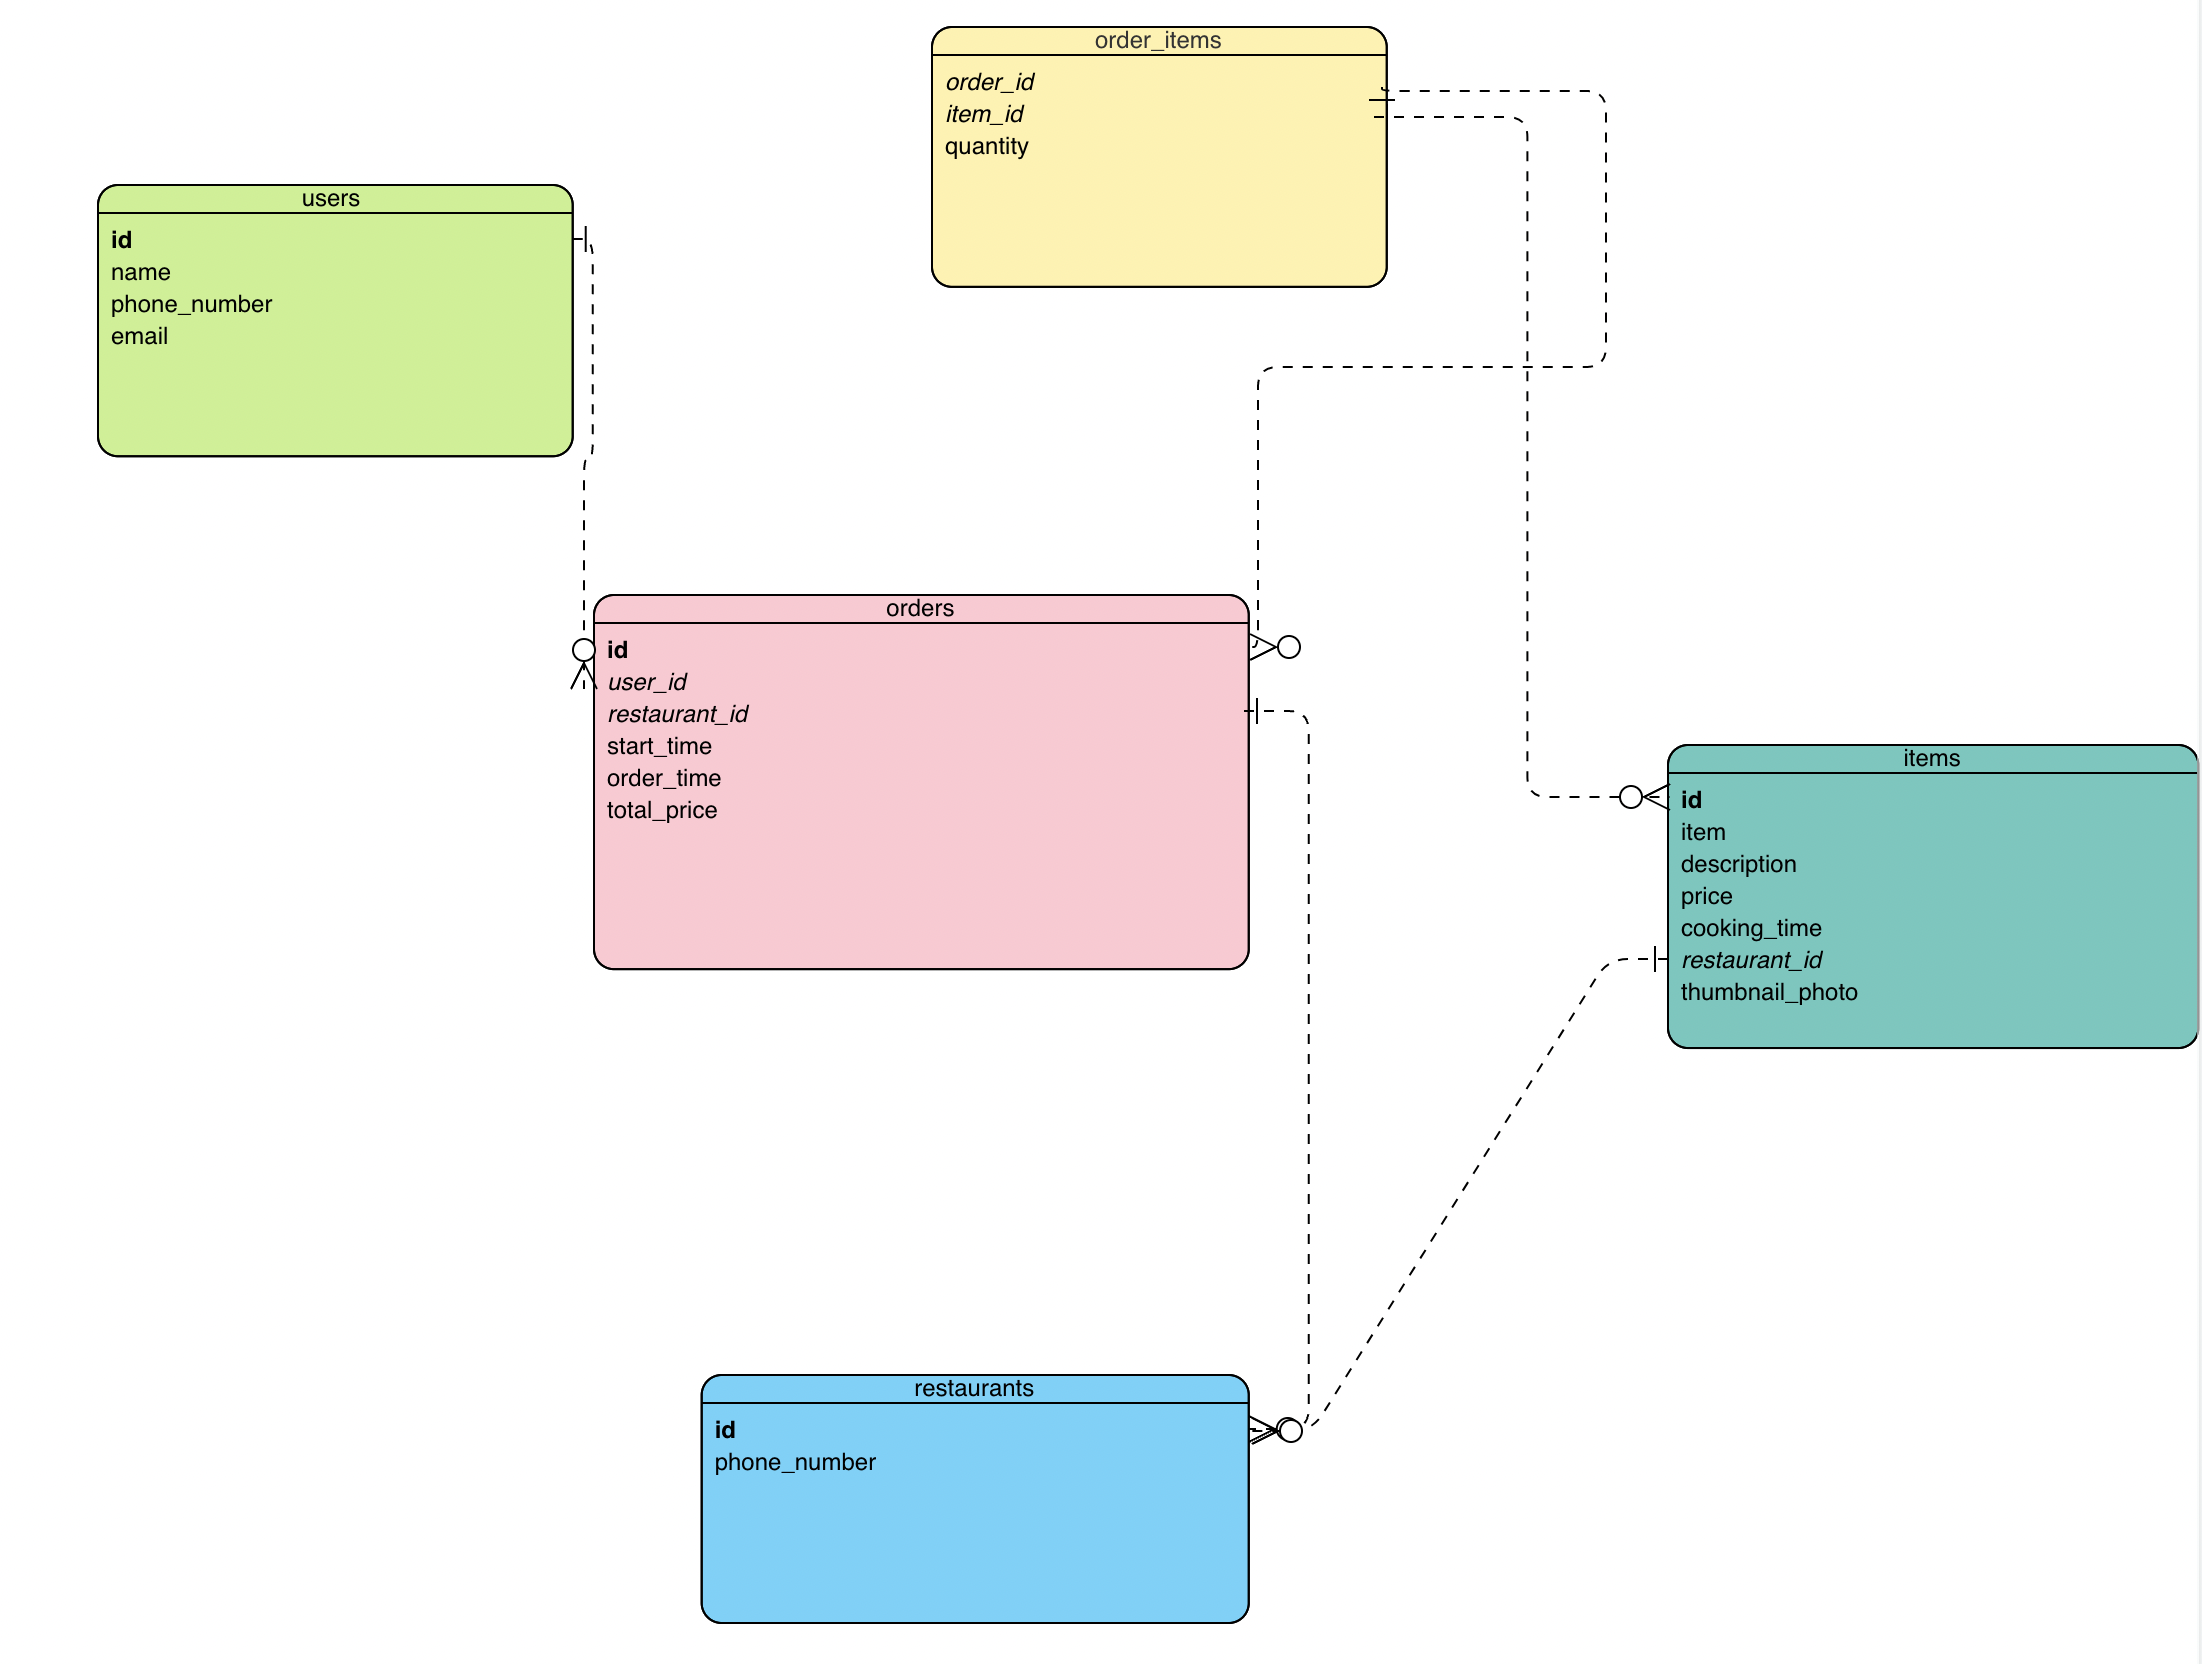 order_items
order_id
item_id
quantity
users
id
name
phone_number
email
orders
id
user_id
restaurant_id
start_time
order_time
total_price
items
id
item
description
price
cooking_time
restaurant_id
thumbnail_photo
restaurants
id
phone_number